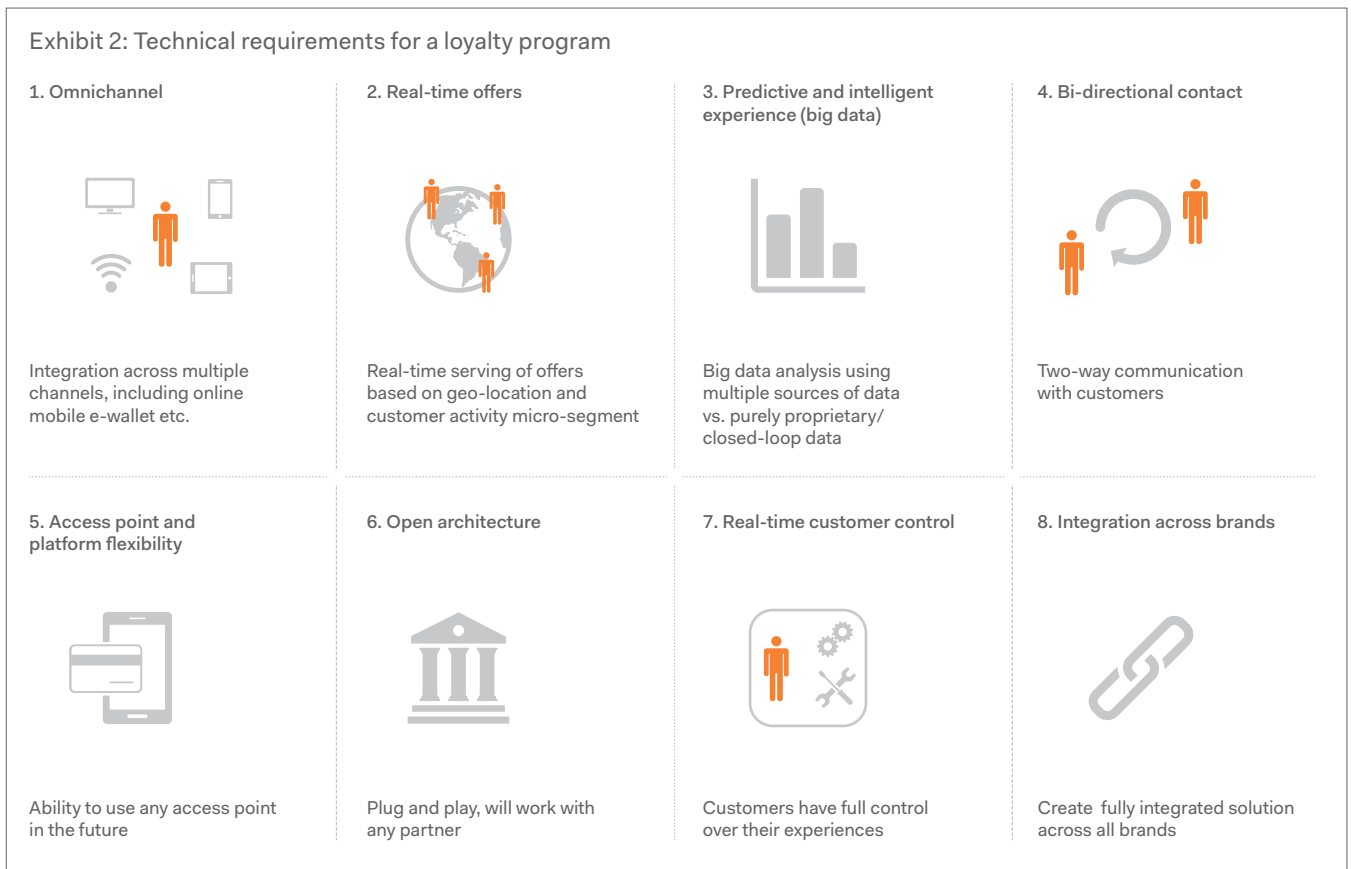 Exhibit 2: Technical requirements for a loyalty program
1. Omnichannel
Integration across multiple
channels, including online
mobile e-wallet etc.
2. Real-time offers
Real-time serving of offers
based on geo-location and
customer activity micro-segment
3. Predictive and intelligent
experience (big data)
Big data analysis using
multiple sources of data
vs. purely proprietary/
closed-loop data
4. Bi-directional contact
Two-way communication
with customers
5. Access point and
platform flexibility
Ability to use any access point
in the future
6. Open architecture
Plug and play, will work with
any partner
7. Real-time customer control
Customers have full control
over their experiences
8. Integration across brands
Create fully integrated solution
across all brands